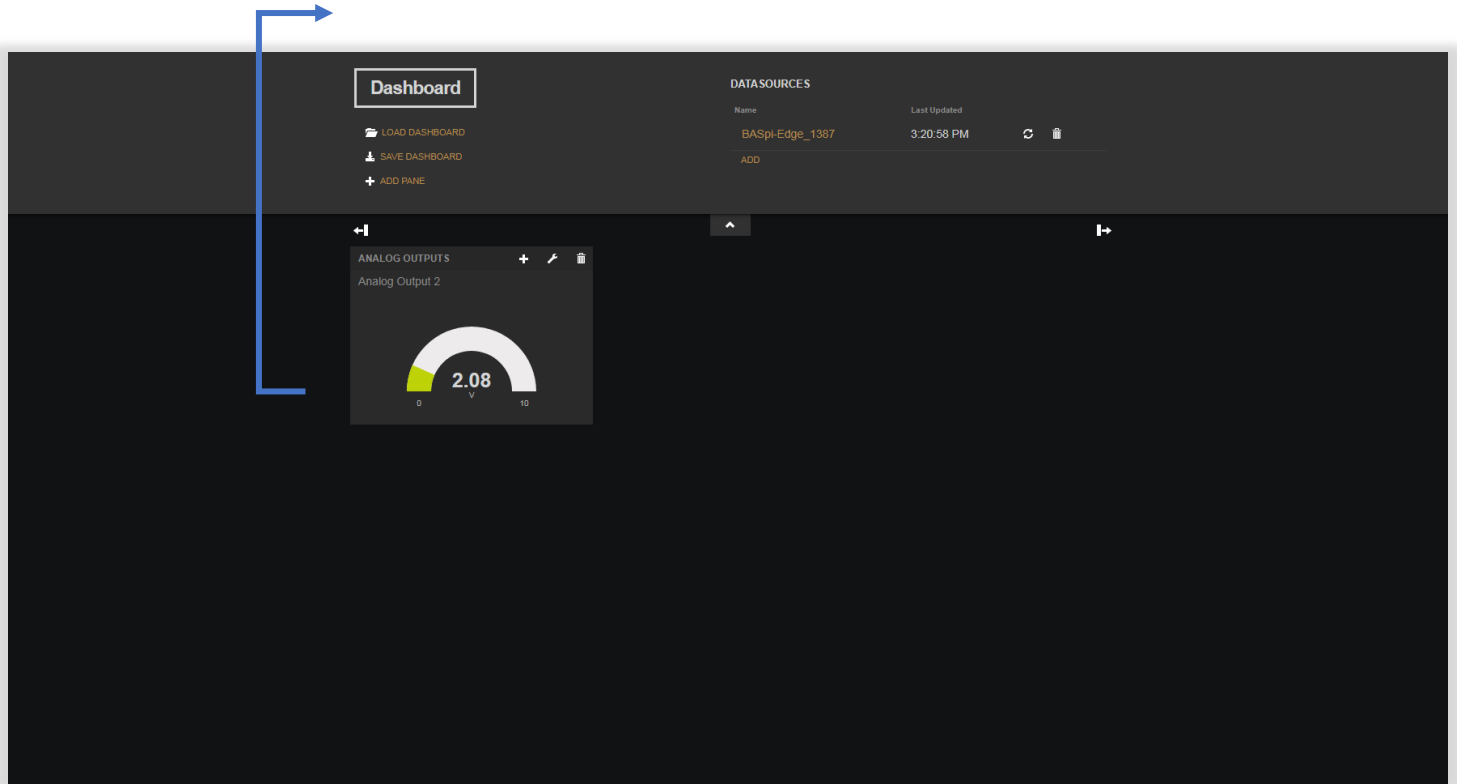 Dashboard
LOAD DASHBOARD
SAVE DASHBOARD
ADD PANE
DATASOURCES
Name Last Updated
BASpi-Edge_1387 3:20:58 PM
ADD
ANALOG OUTPUTS
Analog Output 2
2.08
V
0 10